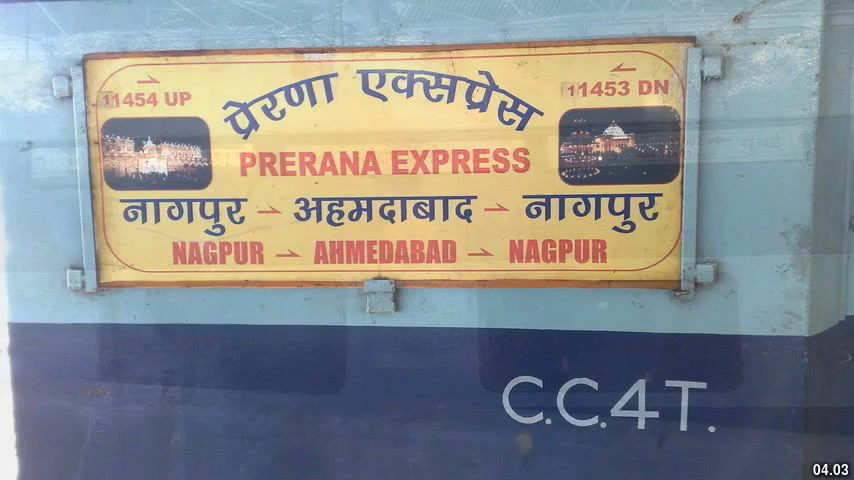 11454 UP
प्रेरणा एक्सप्रेस
11453 DN
PRERANA EXPRESS
नागपुर → अहमदाबाद → नागपुर
NAGPUR → AHMEDABAD → NAGPUR
C.C.4T.
04.03